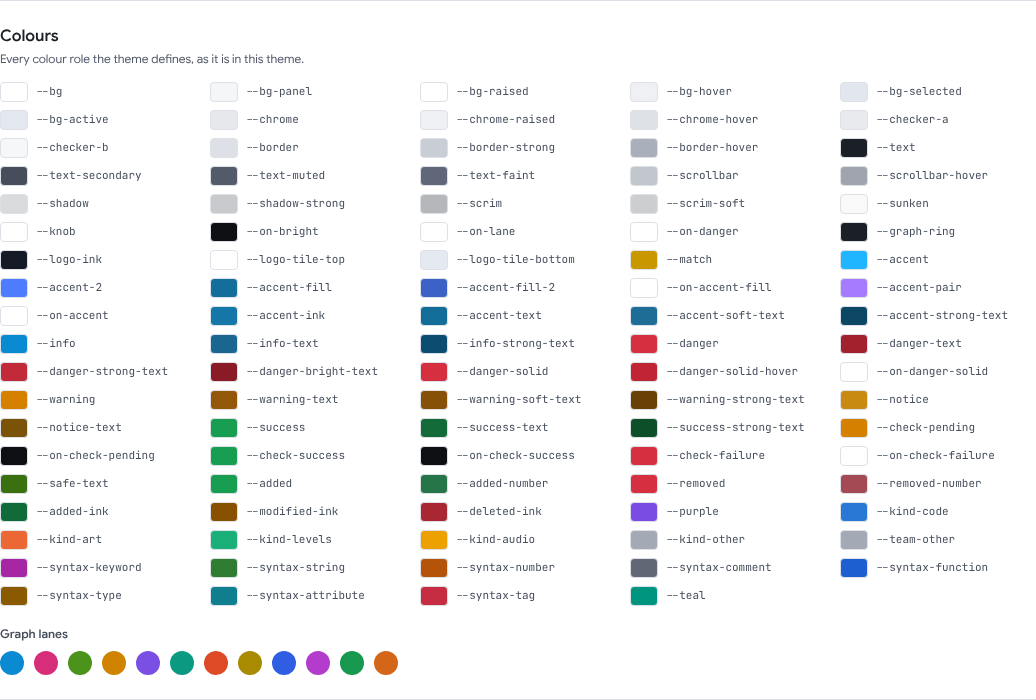 Colours
Every colour role the theme defines, as it is in this theme.
--bg --bg-panel --bg-raised --bg-hover --bg-selected
--bg-active --chrome --chrome-raised --chrome-hover --checker-a
--checker-b --border --border-strong --border-hover --text
--text-secondary --text-muted --text-faint --scrollbar --scrollbar-hover
--shadow --shadow-strong --scrim --scrim-soft --sunken
--knob --on-bright --on-lane --on-danger --graph-ring
--logo-ink --logo-tile-top --logo-tile-bottom --match --accent
--accent-2 --accent-fill --accent-fill-2 --on-accent-fill --accent-pair
--on-accent --accent-ink --accent-text --accent-soft-text --accent-strong-text
--info --info-text --info-strong-text --danger --danger-text
--danger-strong-text --danger-bright-text --danger-solid --danger-solid-hover --on-danger-solid
--warning --warning-text --warning-soft-text --warning-strong-text --notice
--notice-text --success --success-text --success-strong-text --check-pending
--on-check-pending --check-success --on-check-success --check-failure --on-check-failure
--safe-text --added --added-number --removed --removed-number
--added-ink --modified-ink --deleted-ink --purple --kind-code
--kind-art --kind-levels --kind-audio --kind-other --team-other
--syntax-keyword --syntax-string --syntax-number --syntax-comment --syntax-function
--syntax-type --syntax-attribute --syntax-tag --teal
Graph lanes